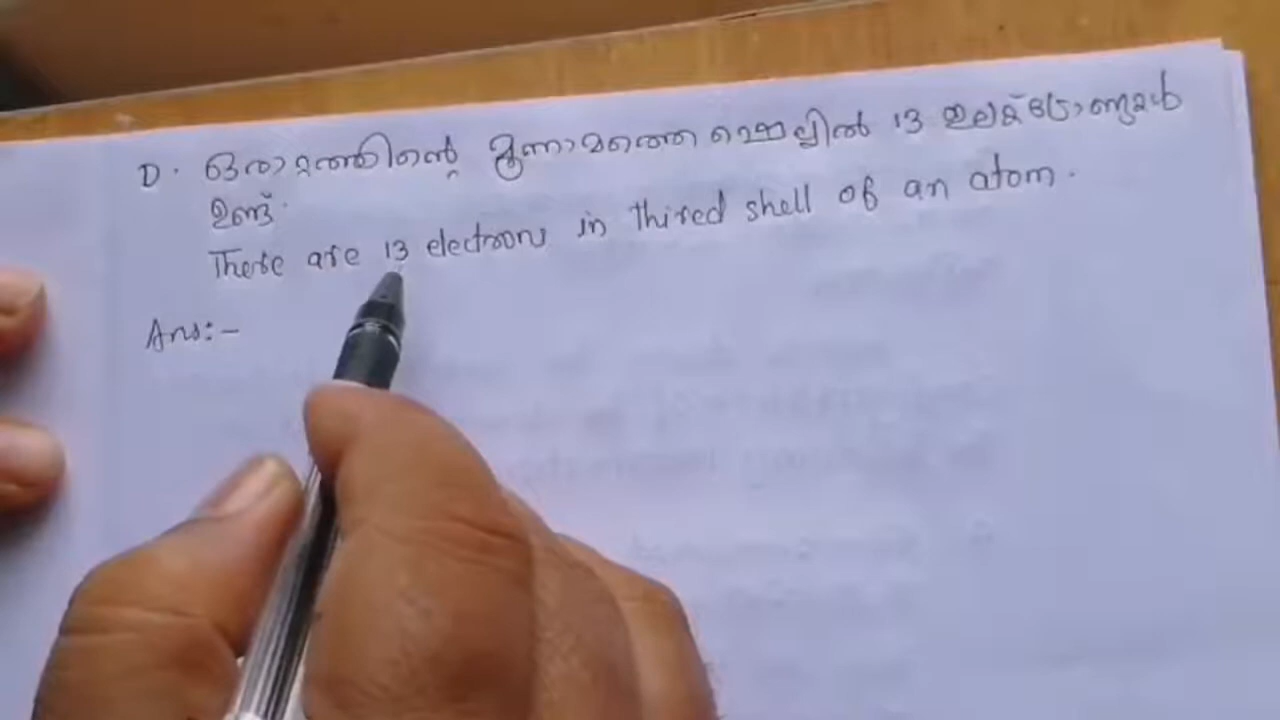 D. ഒരാറ്റത്തിന്റെ മൂന്നാമത്തെ ഷെല്ലിൽ 13 ഇലക്ട്രോണുകൾ
ഉണ്ട്.
There are 13 electrons in thired shell of an atom.
Ans:-